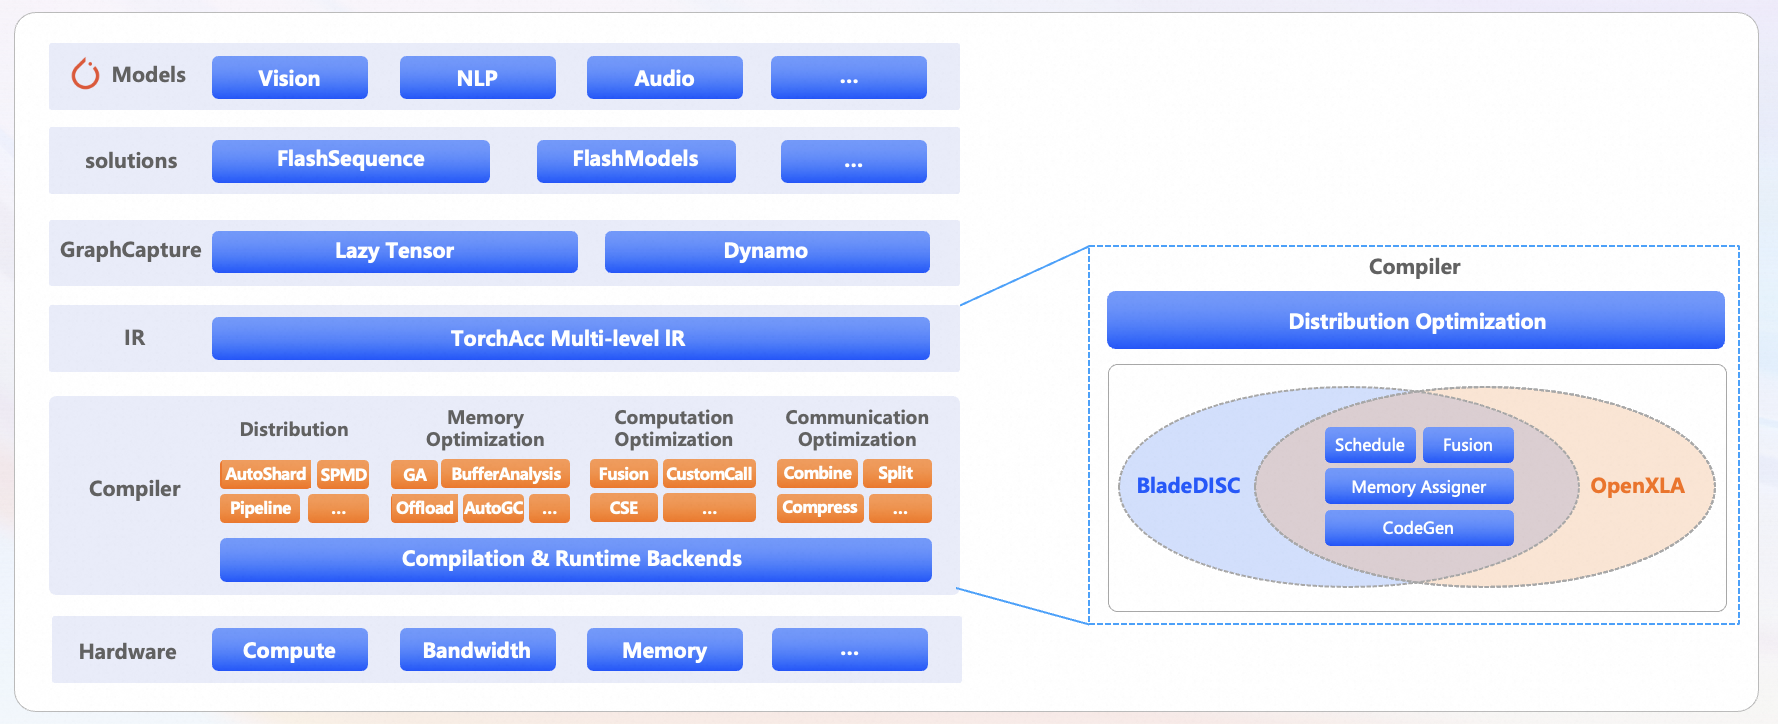 Models
Vision
NLP
Audio
...
solutions
FlashSequence
FlashModels
...
GraphCapture
Lazy Tensor
Dynamo
IR
TorchAcc Multi-level IR
Compiler
Distribution
AutoShard
SPMD
Pipeline
...
Memory
Optimization
GA
BufferAnalysis
Offload
AutoGC
...
Computation
Optimization
Fusion
CustomCall
CSE
...
Communication
Optimization
Combine
Split
Compress
...
Compilation & Runtime Backends
Hardware
Compute
Bandwidth
Memory
...
Compiler
Distribution Optimization
BladeDISC
Schedule
Fusion
Memory Assigner
CodeGen
OpenXLA